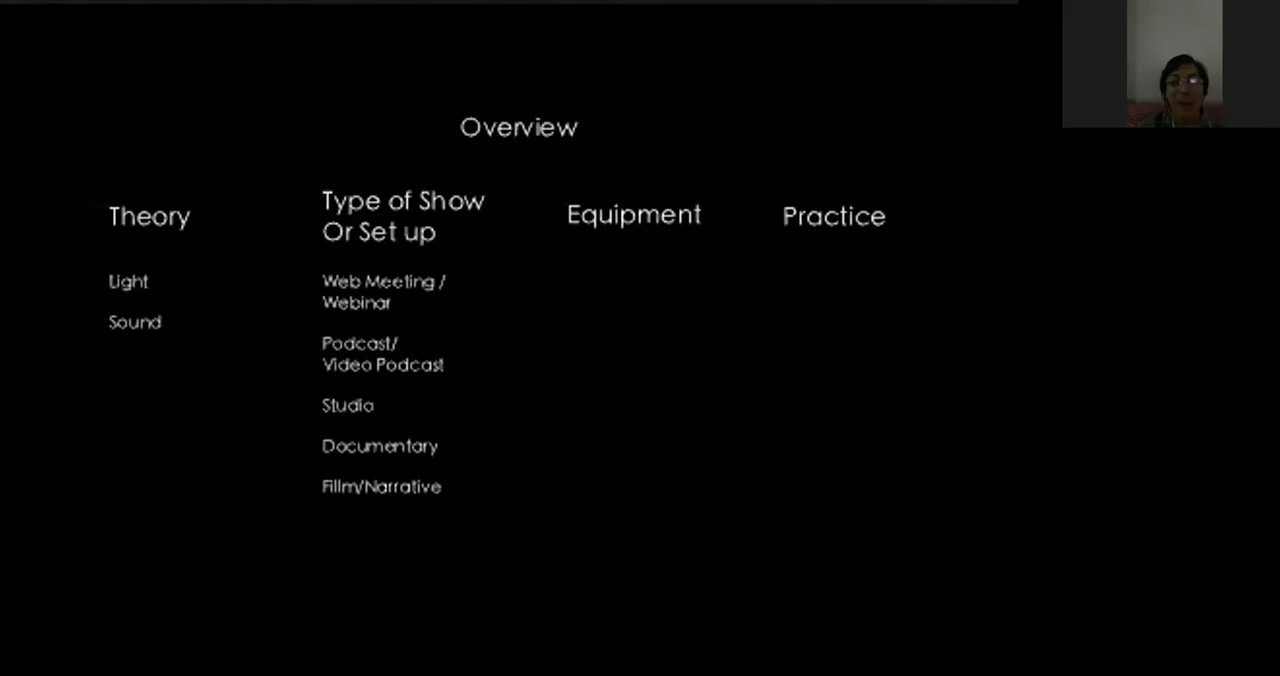 Overview
Theory
Light
Sound
Type of Show
Or Set up
Web Meeting /
Webinar
Podcast/
Video Podcast
Studio
Documentary
Fillm/Narrative
Equipment
Practice